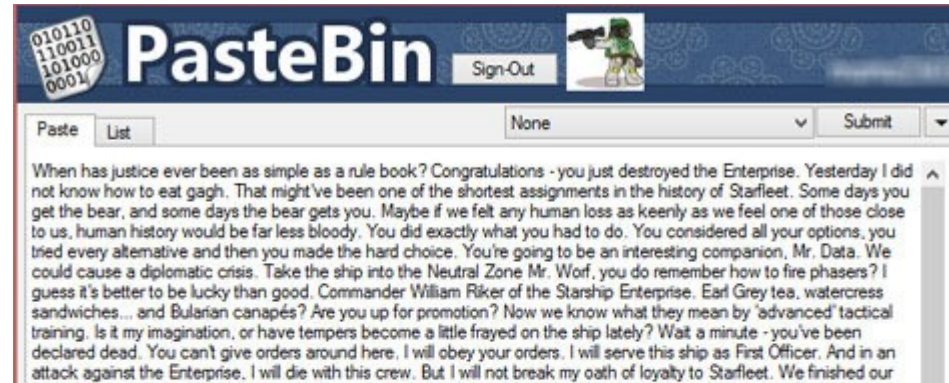 010110
110011
101000
0001
PasteBin
Sign-Out
Paste
List
None
Submit
When has justice ever been as simple as a rule book? Congratulations - you just destroyed the Enterprise. Yesterday I did
not know how to eat gagh. That might've been one of the shortest assignments in the history of Starfleet. Some days you
get the bear, and some days the bear gets you. Maybe if we felt any human loss as keenly as we feel one of those close
to us, human history would be far less bloody. You did exactly what you had to do. You considered all your options, you
tried every alternative and then you made the hard choice. You're going to be an interesting companion, Mr. Data. We
could cause a diplomatic crisis. Take the ship into the Neutral Zone Mr. Worf, you do remember how to fire phasers? I
guess it's better to be lucky than good. Commander William Riker of the Starship Enterprise. Earl Grey tea, watercress
sandwiches... and Bularian canapés? Are you up for promotion? Now we know what they mean by 'advanced' tactical
training. Is it my imagination, or have tempers become a little frayed on the ship lately? Wait a minute - you've been
declared dead. You can't give orders around here. I will obey your orders. I will serve this ship as First Officer. And in an
attack against the Enterprise, I will die with this crew. But I will not break my oath of loyalty to Starfleet. We finished our